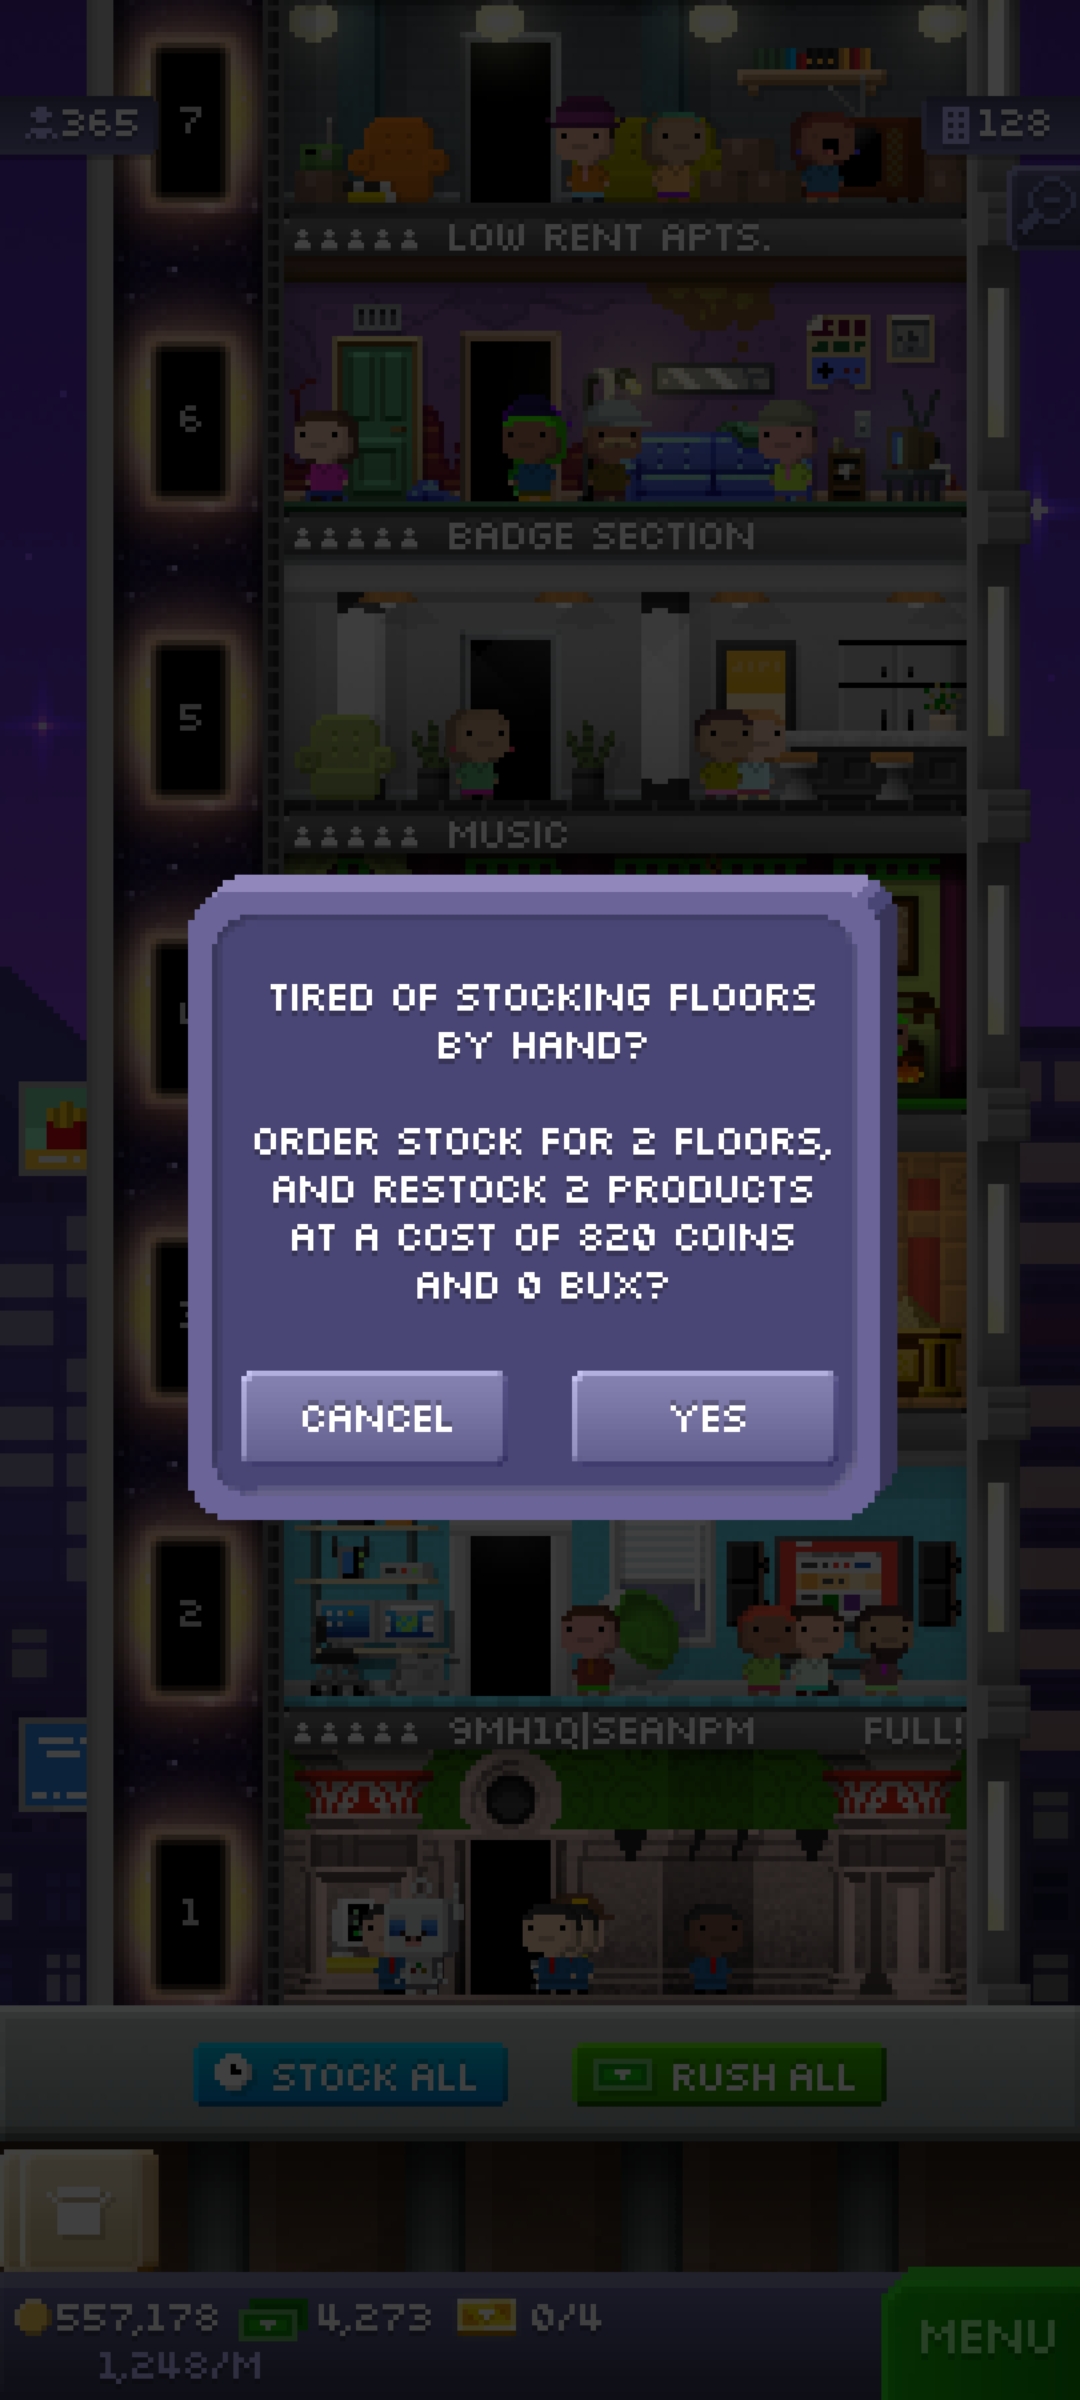 365
7
128
LOW RENT APTS.
6
BADGE SECTION
5
MUSIC
TIRED OF STOCKING FLOORS
BY HAND?
ORDER STOCK FOR 2 FLOORS,
AND RESTOCK 2 PRODUCTS
AT A COST OF 820 COINS
AND 0 BUX?
CANCEL
YES
2
9MH1Q|SEANPM
FULL!
1
STOCK ALL
RUSH ALL
557,178
4,273
0/4
1,248/M
MENU